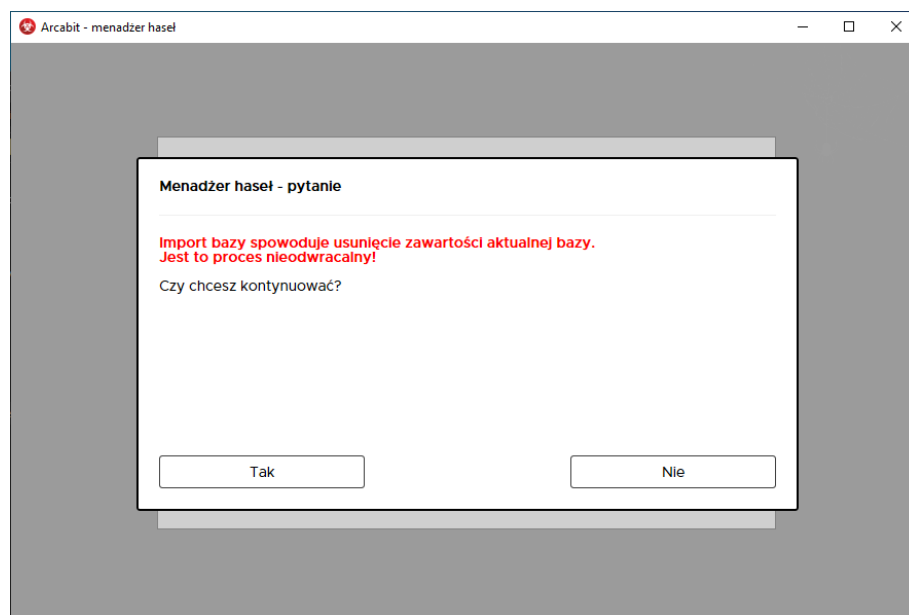 Arcabit - menadżer haseł
Menadżer haseł - pytanie
Import bazy spowoduje usunięcie zawartości aktualnej bazy.
Jest to proces nieodwracalny!
Czy chcesz kontynuować?
Tak
Nie